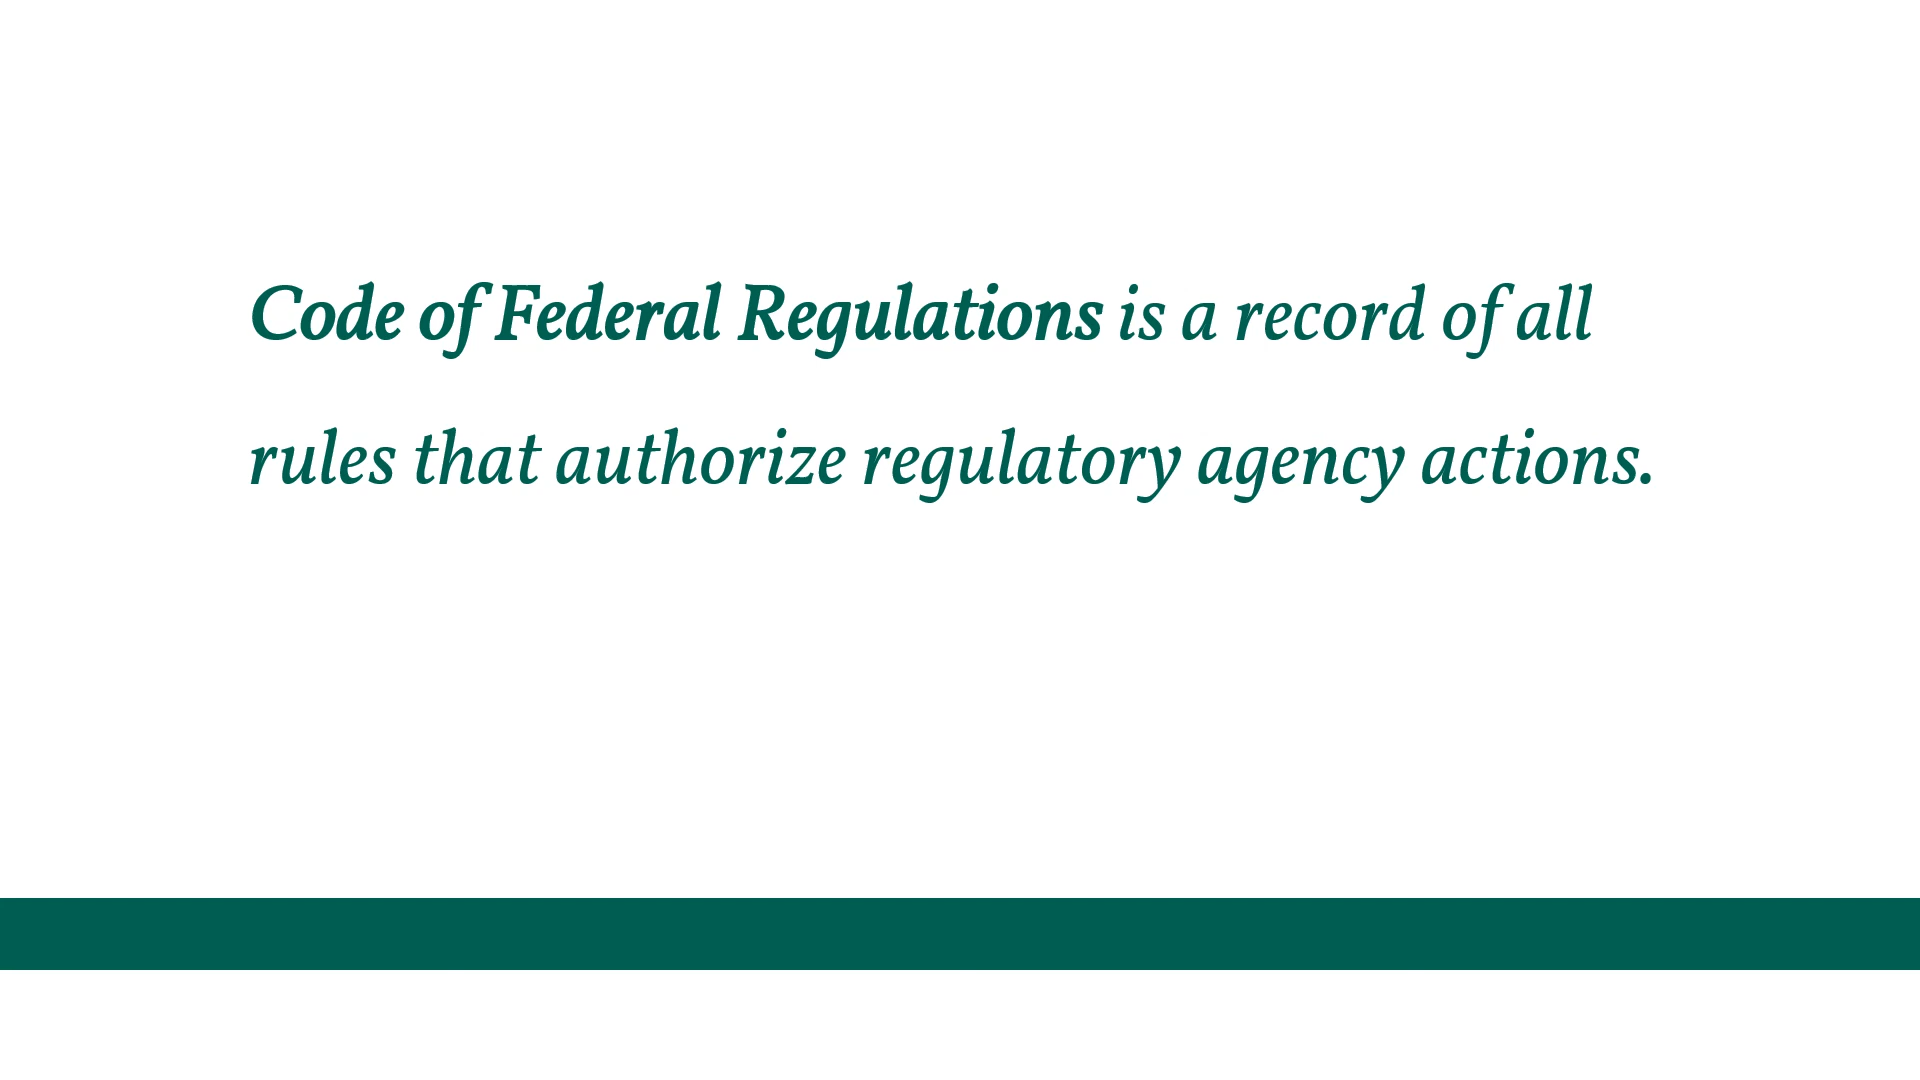 Code of Federal Regulations is a record of all
rules that authorize regulatory agency actions.